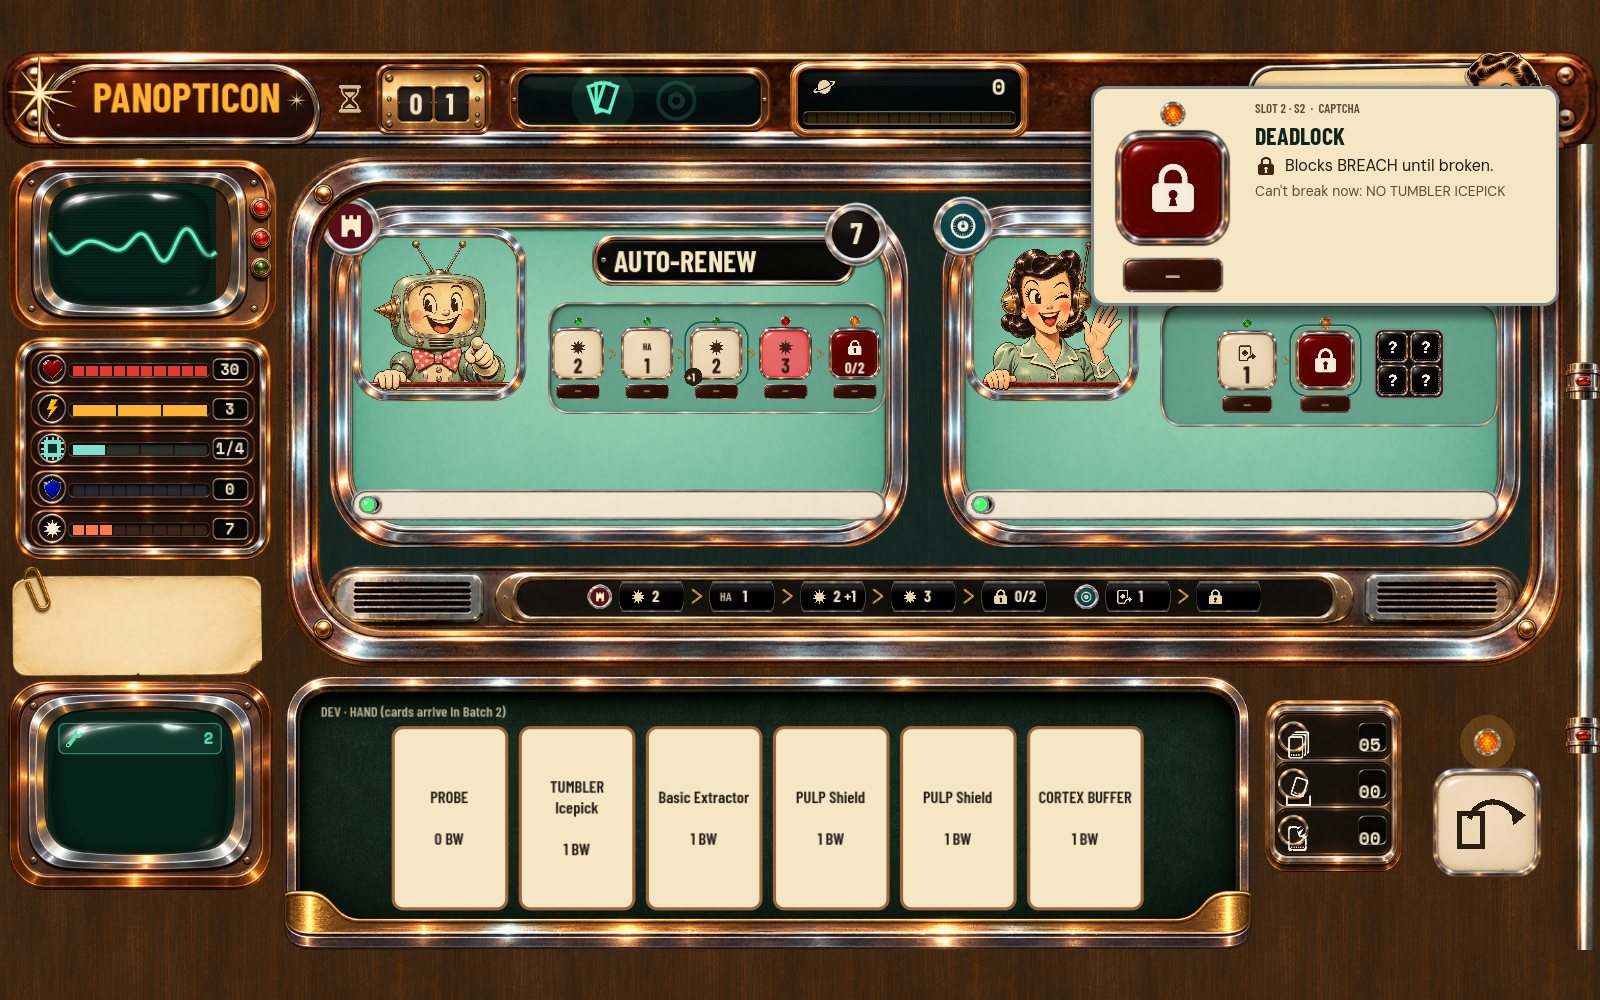 PANOPTICON
0 1
0
SLOT 2 · S2 · CAPTCHA
DEADLOCK
Blocks BREACH until broken.
Can't break now: NO TUMBLER ICEPICK
–
AUTO-RENEW
7
2
HA
1
2
+1
3
0/2
– – – – –
1
? ?
? ?
– –
30
3
1/4
0
7
2
HA 1
2 +1
3
0/2
1
2
DEV · HAND (cards arrive in Batch 2)
PROBE
0 BW
TUMBLER
Icepick
1 BW
Basic Extractor
1 BW
PULP Shield
1 BW
PULP Shield
1 BW
CORTEX BUFFER
1 BW
05
00
00